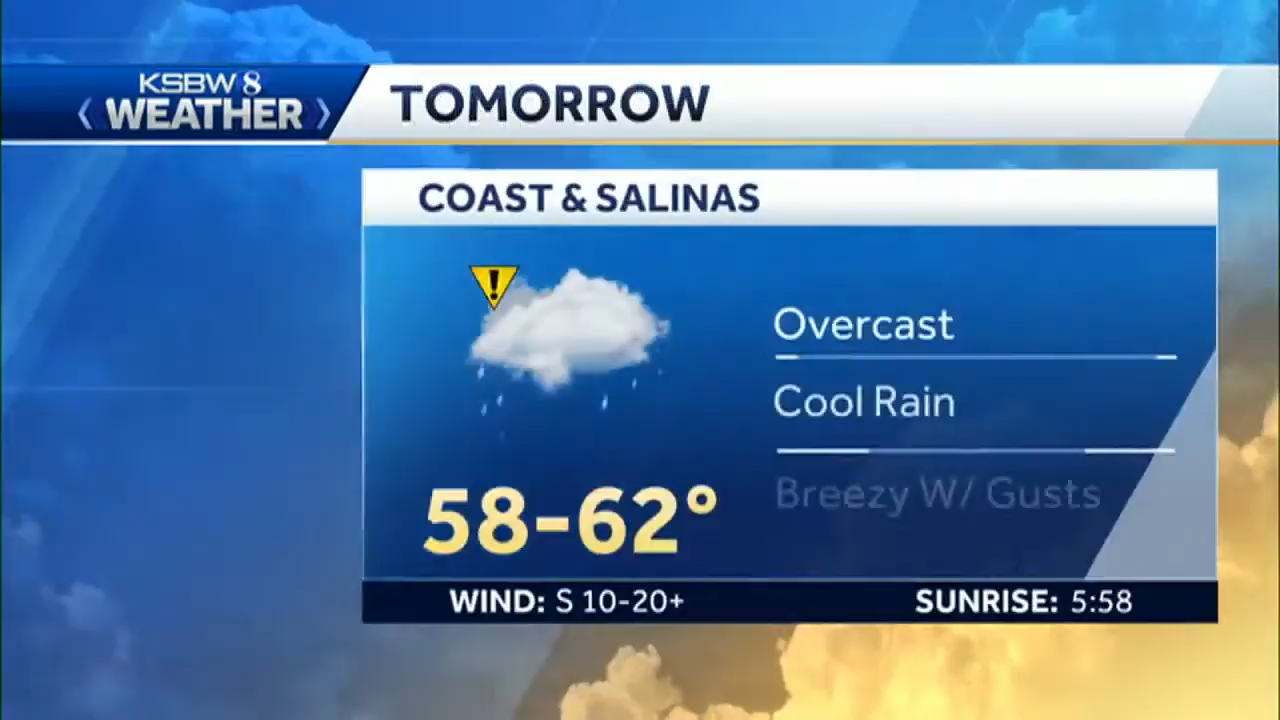 KSBW 8
WEATHER
TOMORROW
COAST & SALINAS
!
Overcast
Cool Rain
Breezy W/ Gusts
58-62°
WIND: S 10-20+
SUNRISE: 5:58